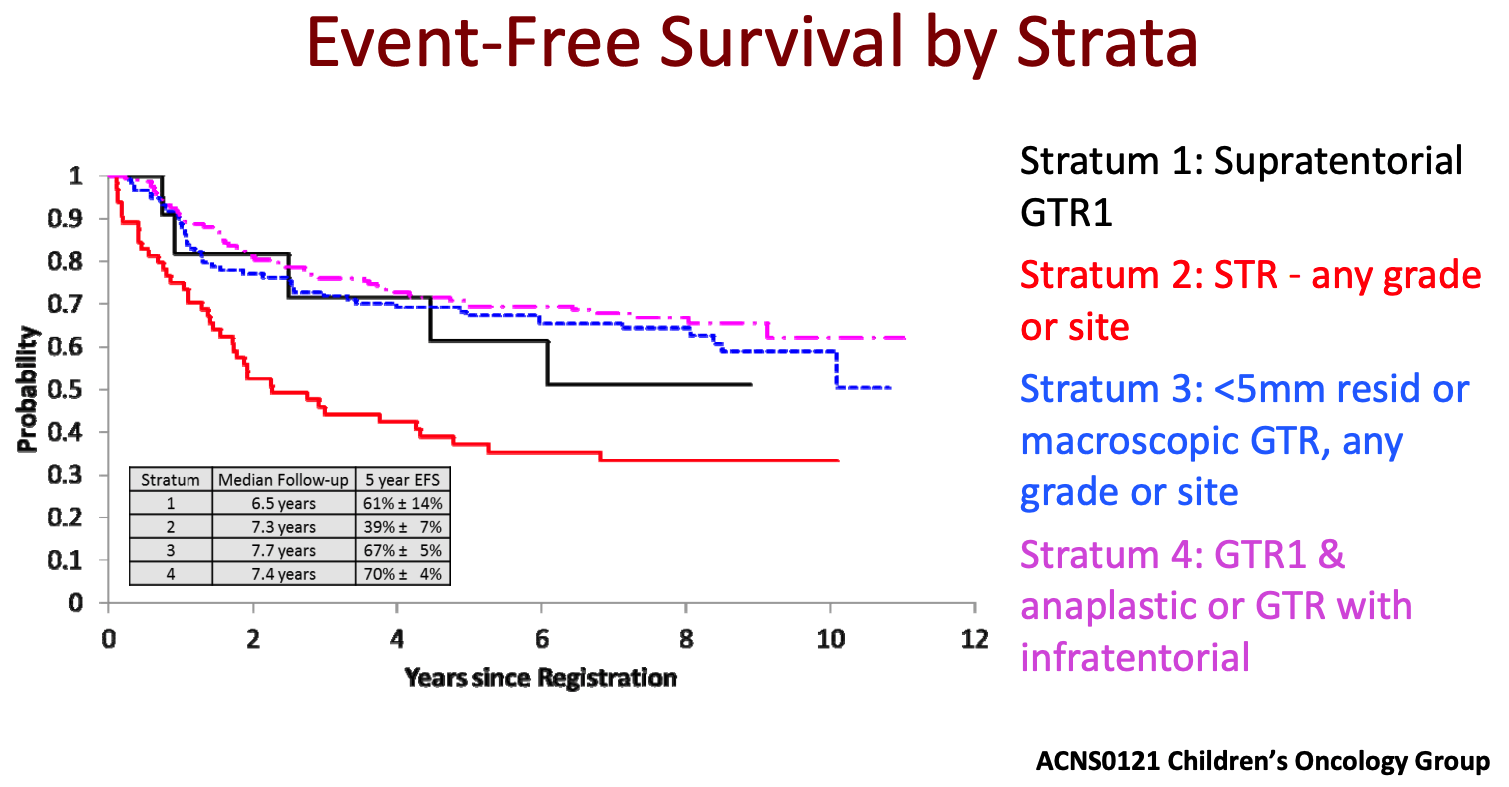 Event-Free Survival by Strata
1
0.9
0.8
0.7
0.6
0.5
0.4
0.3
0.2
0.1
0
Probability
0 2 4 6 8 10 12
Years since Registration
Stratum Median Follow-up 5 year EFS
1 6.5 years 61% ± 14%
2 7.3 years 39% ± 7%
3 7.7 years 67% ± 5%
4 7.4 years 70% ± 4%
Stratum 1: Supratentorial
GTR1
Stratum 2: STR - any grade
or site
Stratum 3: <5mm resid or
macroscopic GTR, any
grade or site
Stratum 4: GTR1 &
anaplastic or GTR with
infratentorial
ACNS0121 Children’s Oncology Group